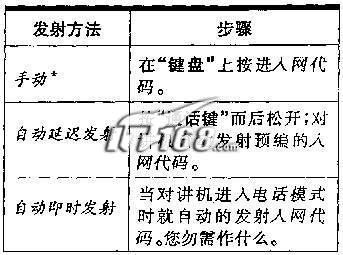 发射方法 步骤
手动* 在“键盘”上按进入网代码。
自动延迟发射 话键”而后松开；对 发射预编的入网代码。
IT168.com
自动即时发射 当对讲机进入电话模式时就自动的发射入网代码。您勿需作什么。